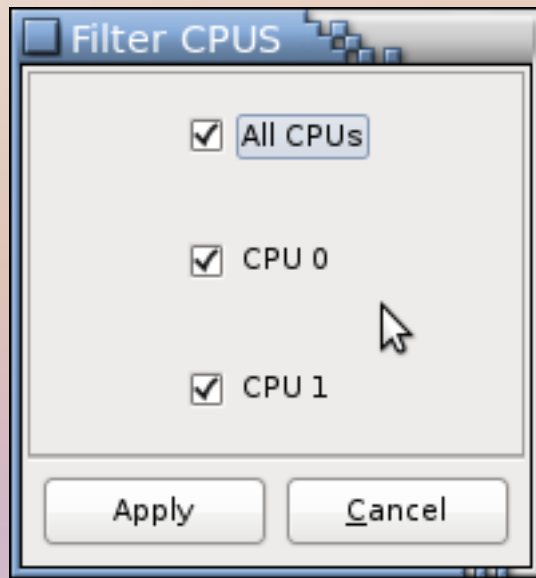 Filter CPUS
All CPUs
CPU 0
CPU 1
Apply
Cancel